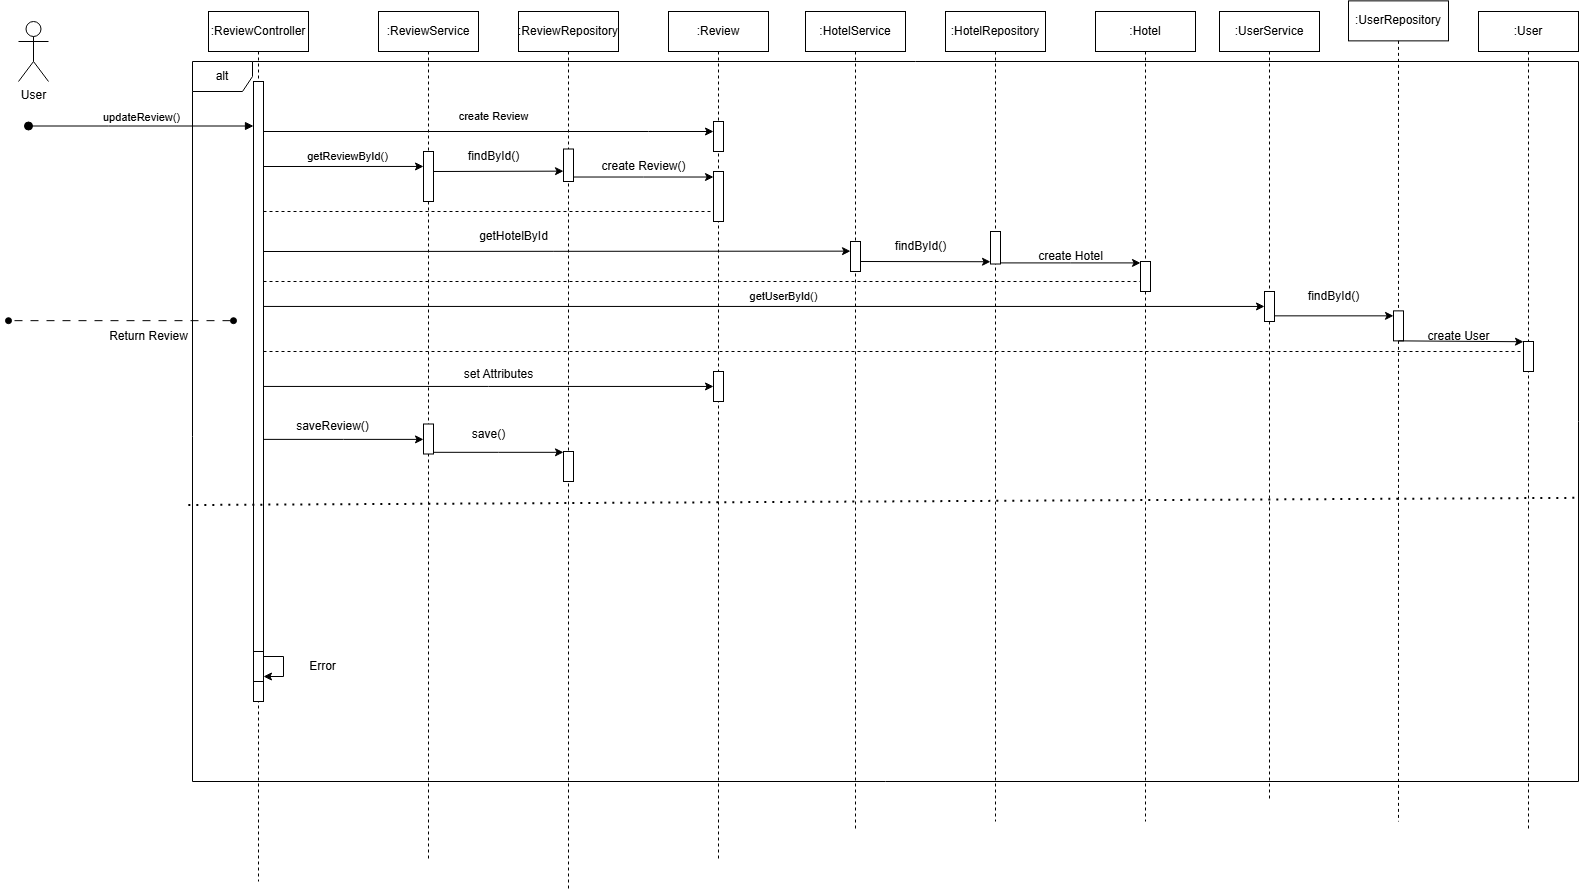 :ReviewController
:ReviewService
:ReviewRepository
:Review
:HotelService
:HotelRepository
:Hotel
:UserService
:UserRepository
:User
User
alt
updateReview()
create Review
getReviewById()
findById()
create Review()
getHotelById
findById()
create Hotel
getUserById()
findById()
Return Review
create User
set Attributes
saveReview()
save()
Error